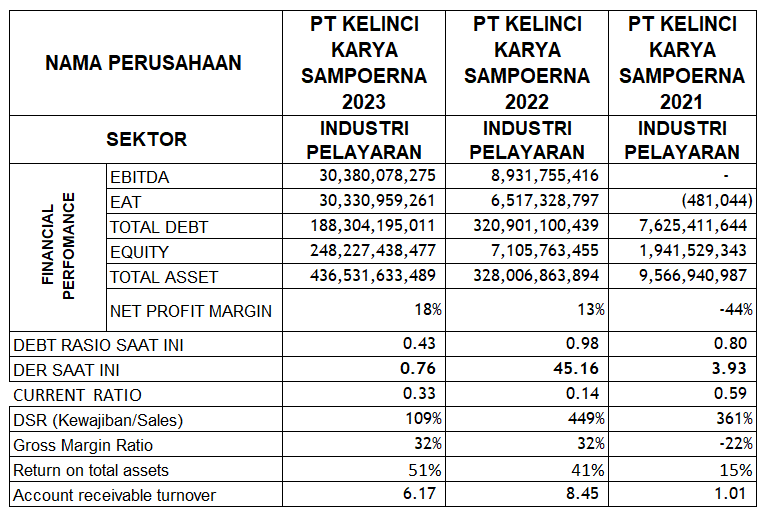 NAMA PERUSAHAAN
PT KELINCI
KARYA
SAMPOERNA
2023
PT KELINCI
KARYA
SAMPOERNA
2022
PT KELINCI
KARYA
SAMPOERNA
2021
SEKTOR
INDUSTRI
PELAYARAN
INDUSTRI
PELAYARAN
INDUSTRI
PELAYARAN
FINANCIAL
PERFOMANCE
EBITDA 30,380,078,275 8,931,755,416 -
EAT 30,330,959,261 6,517,328,797 (481,044)
TOTAL DEBT 188,304,195,011 320,901,100,439 7,625,411,644
EQUITY 248,227,438,477 7,105,763,455 1,941,529,343
TOTAL ASSET 436,531,633,489 328,006,863,894 9,566,940,987
NET PROFIT MARGIN 18% 13% -44%
DEBT RASIO SAAT INI 0.43 0.98 0.80
DER SAAT INI 0.76 45.16 3.93
CURRENT RATIO 0.33 0.14 0.59
DSR (Kewajiban/Sales) 109% 449% 361%
Gross Margin Ratio 32% 32% -22%
Return on total assets 51% 41% 15%
Account receivable turnover 6.17 8.45 1.01